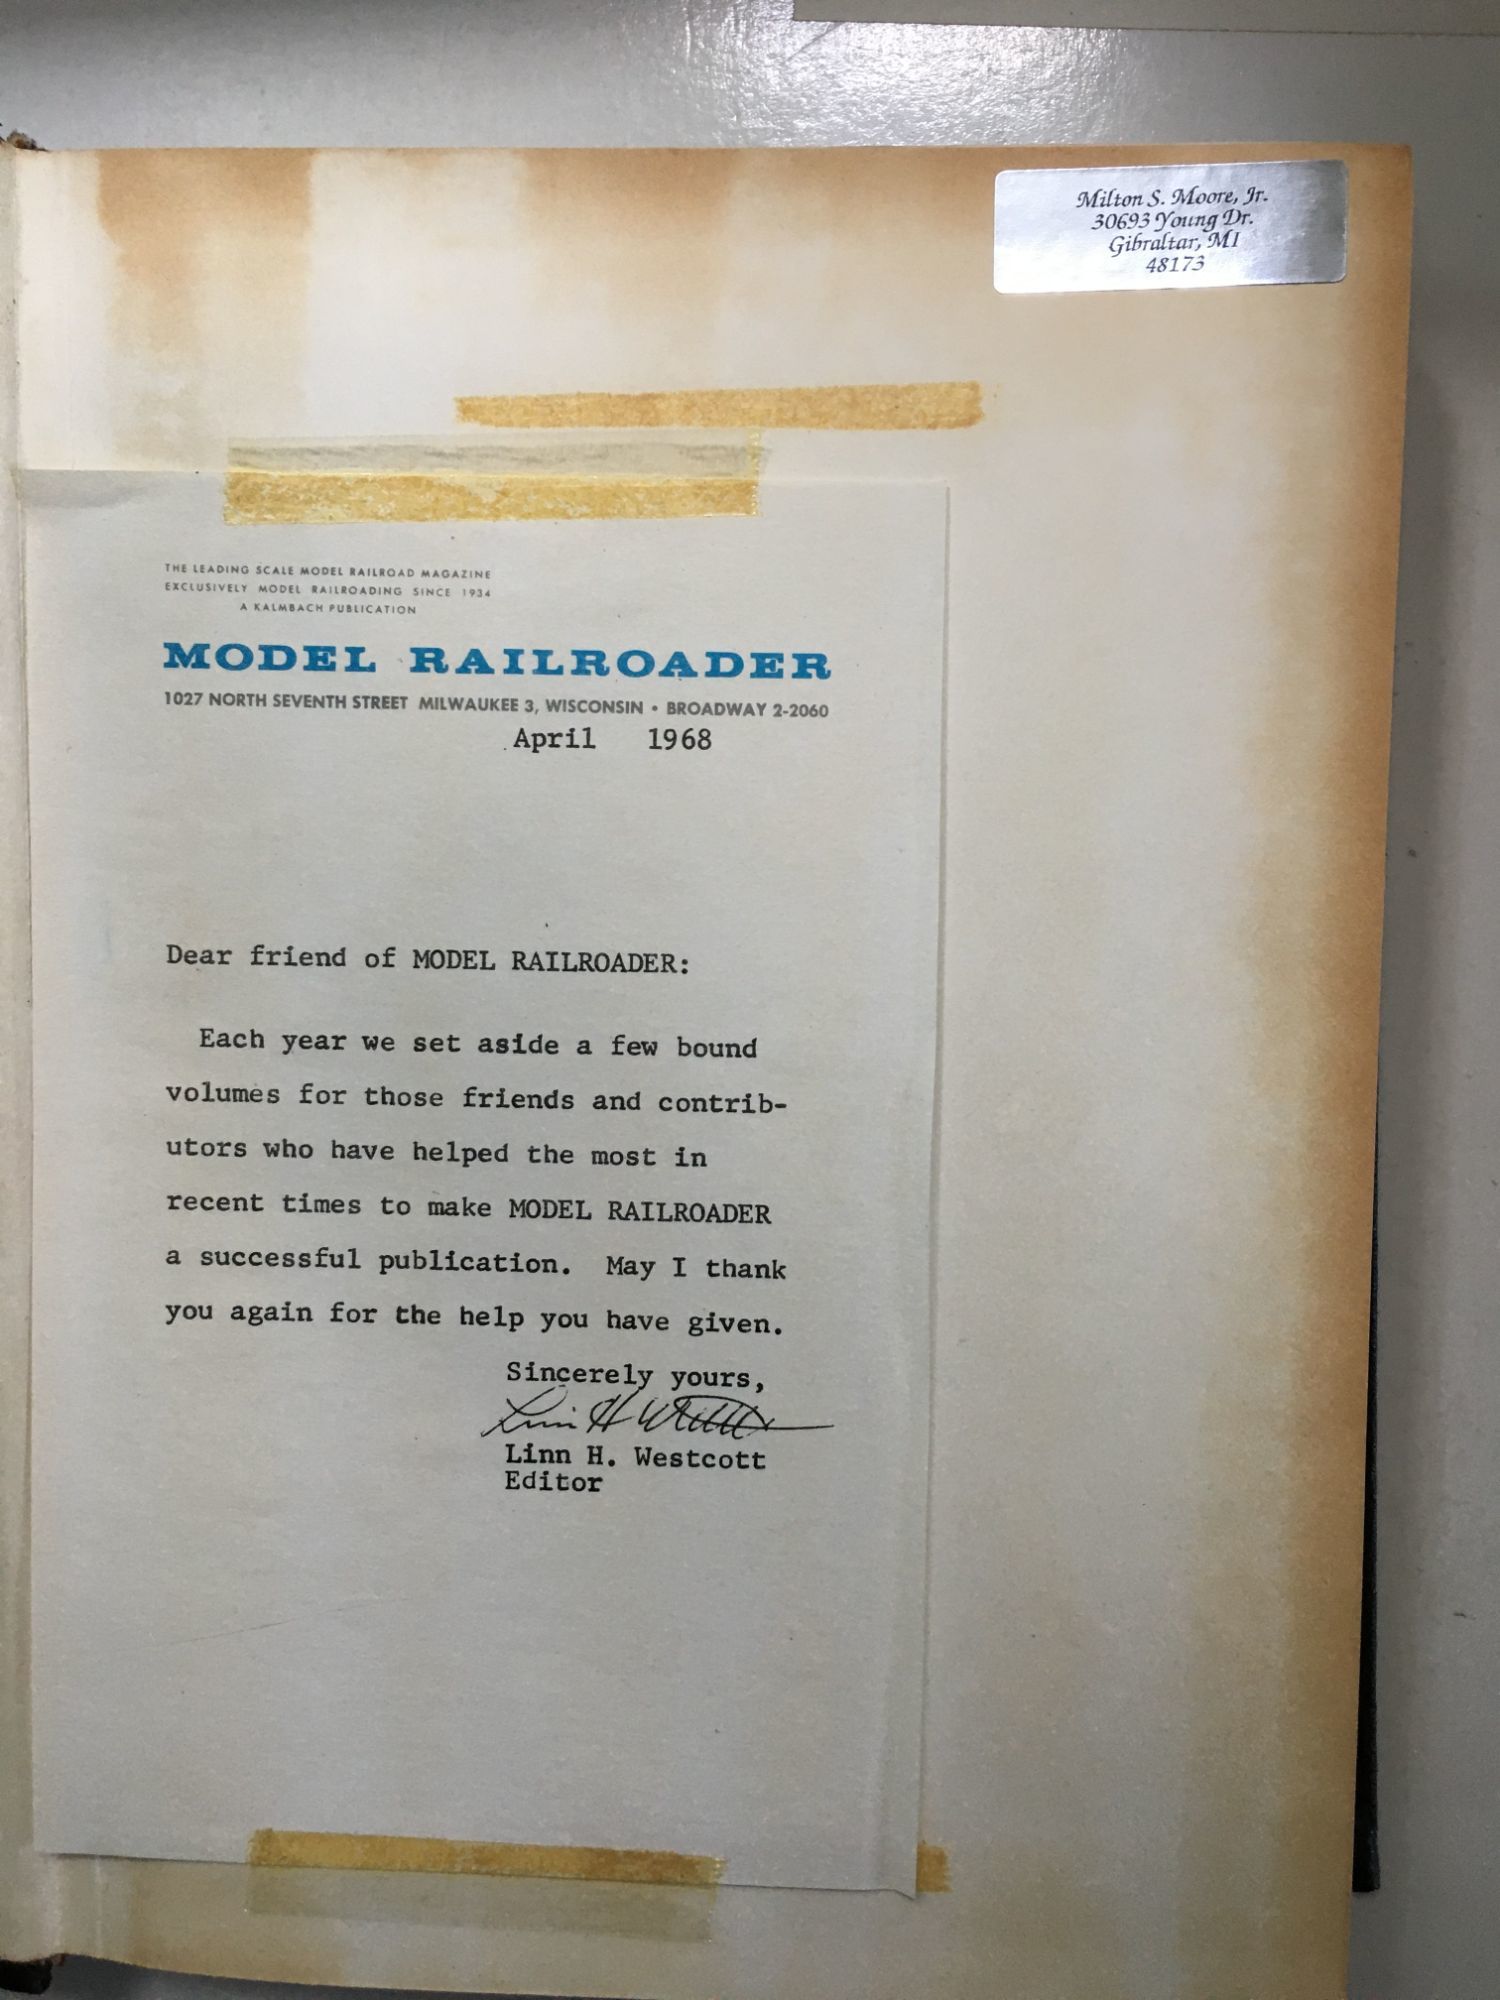 Milton S. Moore, Jr.
30693 Young Dr.
Gibraltar, MI
48173
THE LEADING SCALE MODEL RAILROAD MAGAZINE
EXCLUSIVELY MODEL RAILROADING SINCE 1934
A KALMBACH PUBLICATION
MODEL RAILROADER
1027 NORTH SEVENTH STREET MILWAUKEE 3, WISCONSIN • BROADWAY 2-2060
April 1968
Dear friend of MODEL RAILROADER:
Each year we set aside a few bound
volumes for those friends and contrib-
utors who have helped the most in
recent times to make MODEL RAILROADER
a successful publication. May I thank
you again for the help you have given.
Sincerely yours,
Linn H Westcott
Linn H. Westcott
Editor